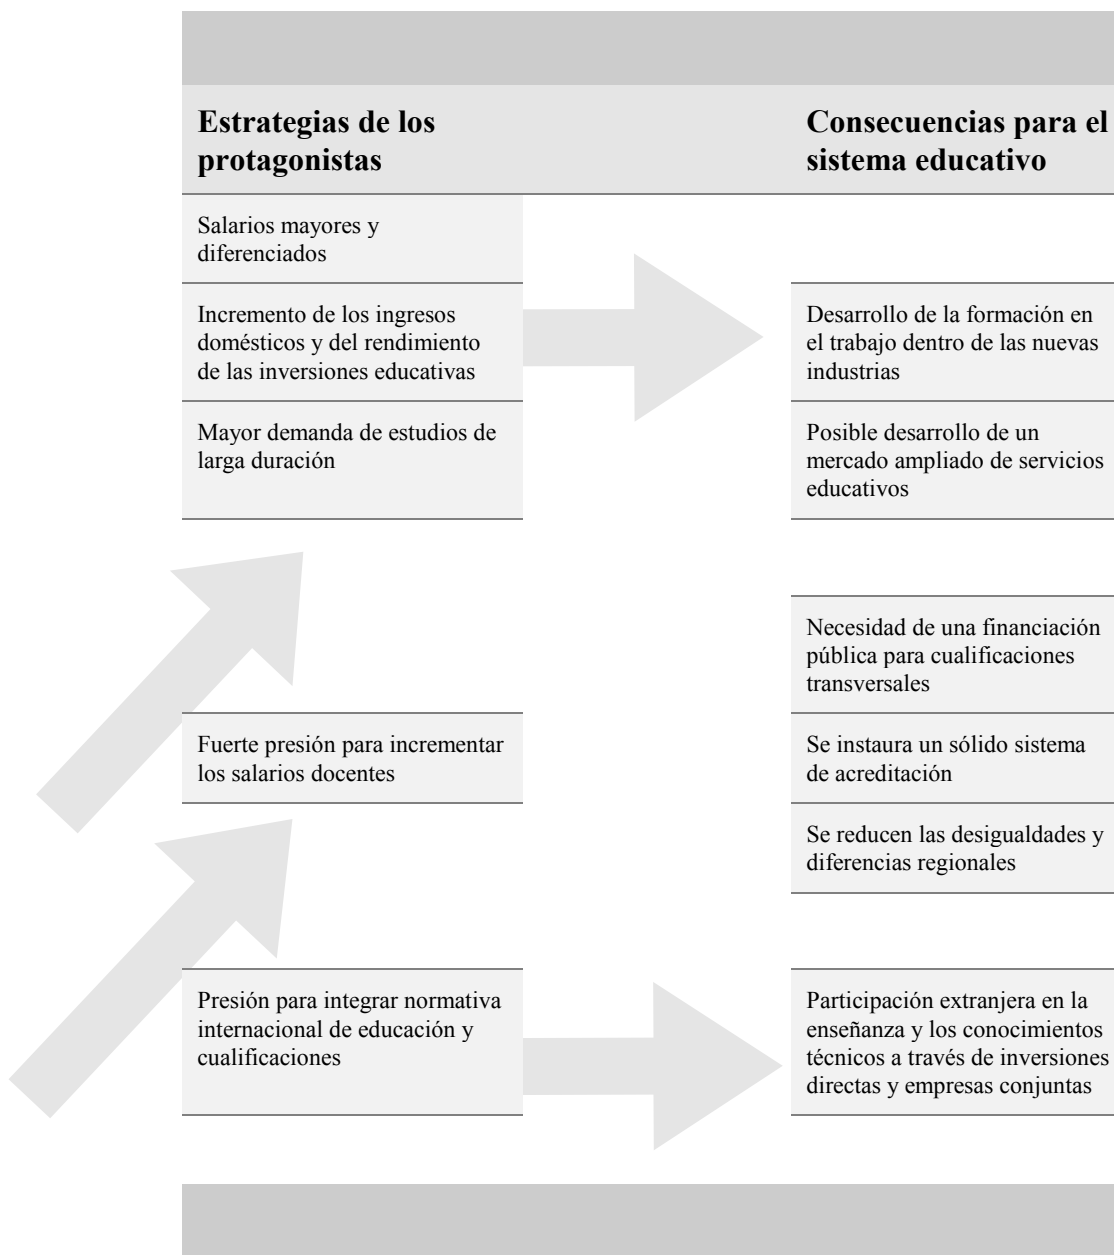 Estrategias de los
protagonistas
Consecuencias para el
sistema educativo
Salarios mayores y
diferenciados
Incremento de los ingresos
domésticos y del rendimiento
de las inversiones educativas
Desarrollo de la formación en
el trabajo dentro de las nuevas
industrias
Mayor demanda de estudios de
larga duración
Posible desarrollo de un
mercado ampliado de servicios
educativos
Necesidad de una financiación
pública para cualificaciones
transversales
Fuerte presión para incrementar
los salarios docentes
Se instaura un sólido sistema
de acreditación
Se reducen las desigualdades y
diferencias regionales
Presión para integrar normativa
internacional de educación y
cualificaciones
Participación extranjera en la
enseñanza y los conocimientos
técnicos a través de inversiones
directas y empresas conjuntas